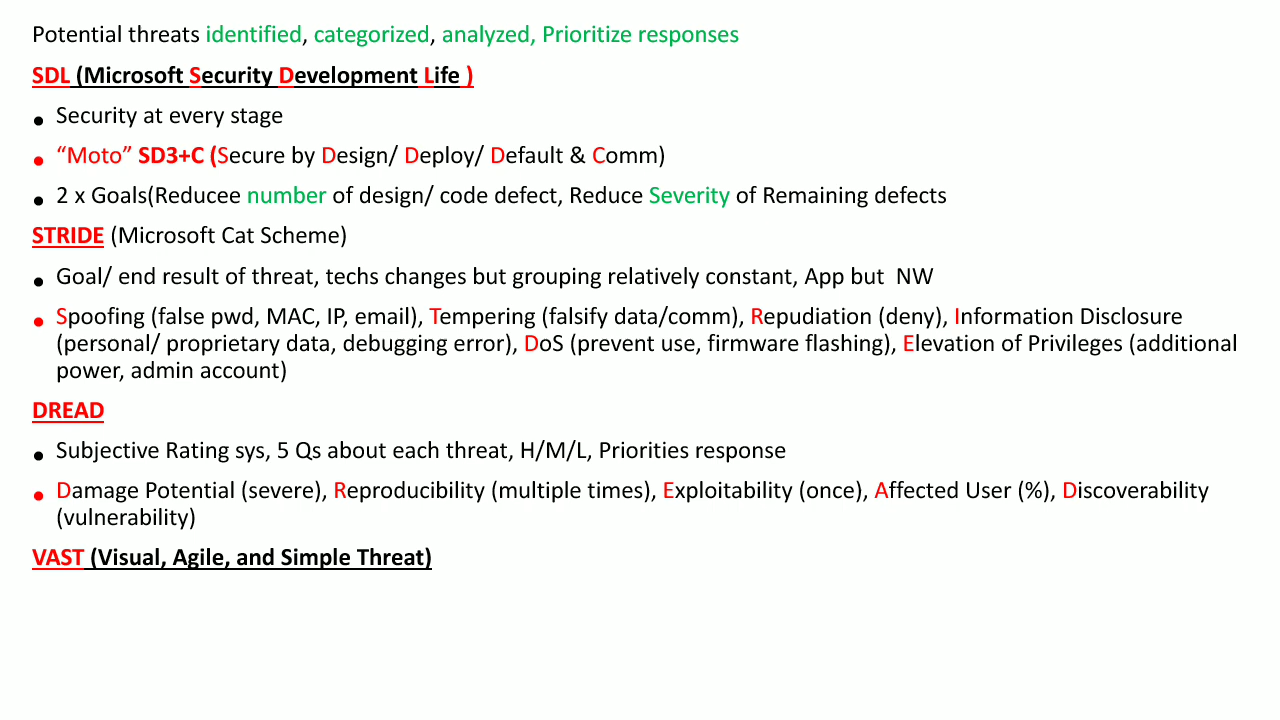 Potential threats identified, categorized, analyzed, Prioritize responses
SDL (Microsoft Security Development Life )
• Security at every stage
• “Moto” SD3+C (Secure by Design/ Deploy/ Default & Comm)
• 2 x Goals(Reducee number of design/ code defect, Reduce Severity of Remaining defects
STRIDE (Microsoft Cat Scheme)
• Goal/ end result of threat, techs changes but grouping relatively constant, App but  NW
• Spoofing (false pwd, MAC, IP, email), Tempering (falsify data/comm), Repudiation (deny), Information Disclosure
(personal/ proprietary data, debugging error), DoS (prevent use, firmware flashing), Elevation of Privileges (additional
power, admin account)
DREAD
• Subjective Rating sys, 5 Qs about each threat, H/M/L, Priorities response
• Damage Potential (severe), Reproducibility (multiple times), Exploitability (once), Affected User (%), Discoverability
(vulnerability)
VAST (Visual, Agile, and Simple Threat)